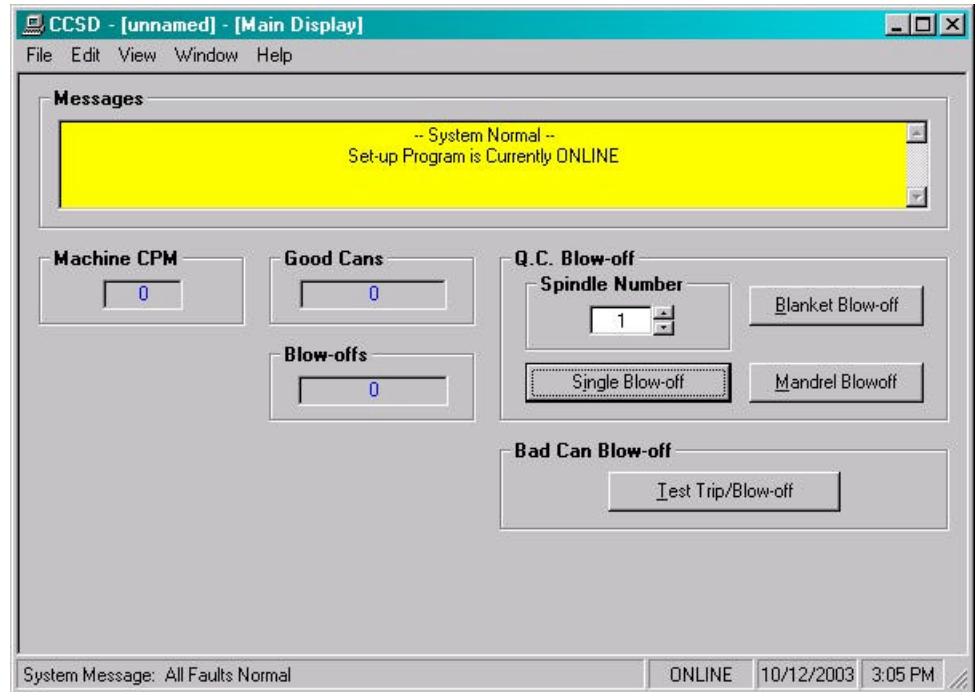 CCSD - [unnamed] - [Main Display]
File Edit View Window Help
Messages
-- System Normal --
Set-up Program is Currently ONLINE
Machine CPM
0
Good Cans
0
Blow-offs
0
Q.C. Blow-off
Spindle Number
1
Blanket Blow-off
Single Blow-off
Mandrel Blowoff
Bad Can Blow-off
Test Trip/Blow-off
System Message: All Faults Normal
ONLINE
10/12/2003
3:05 PM